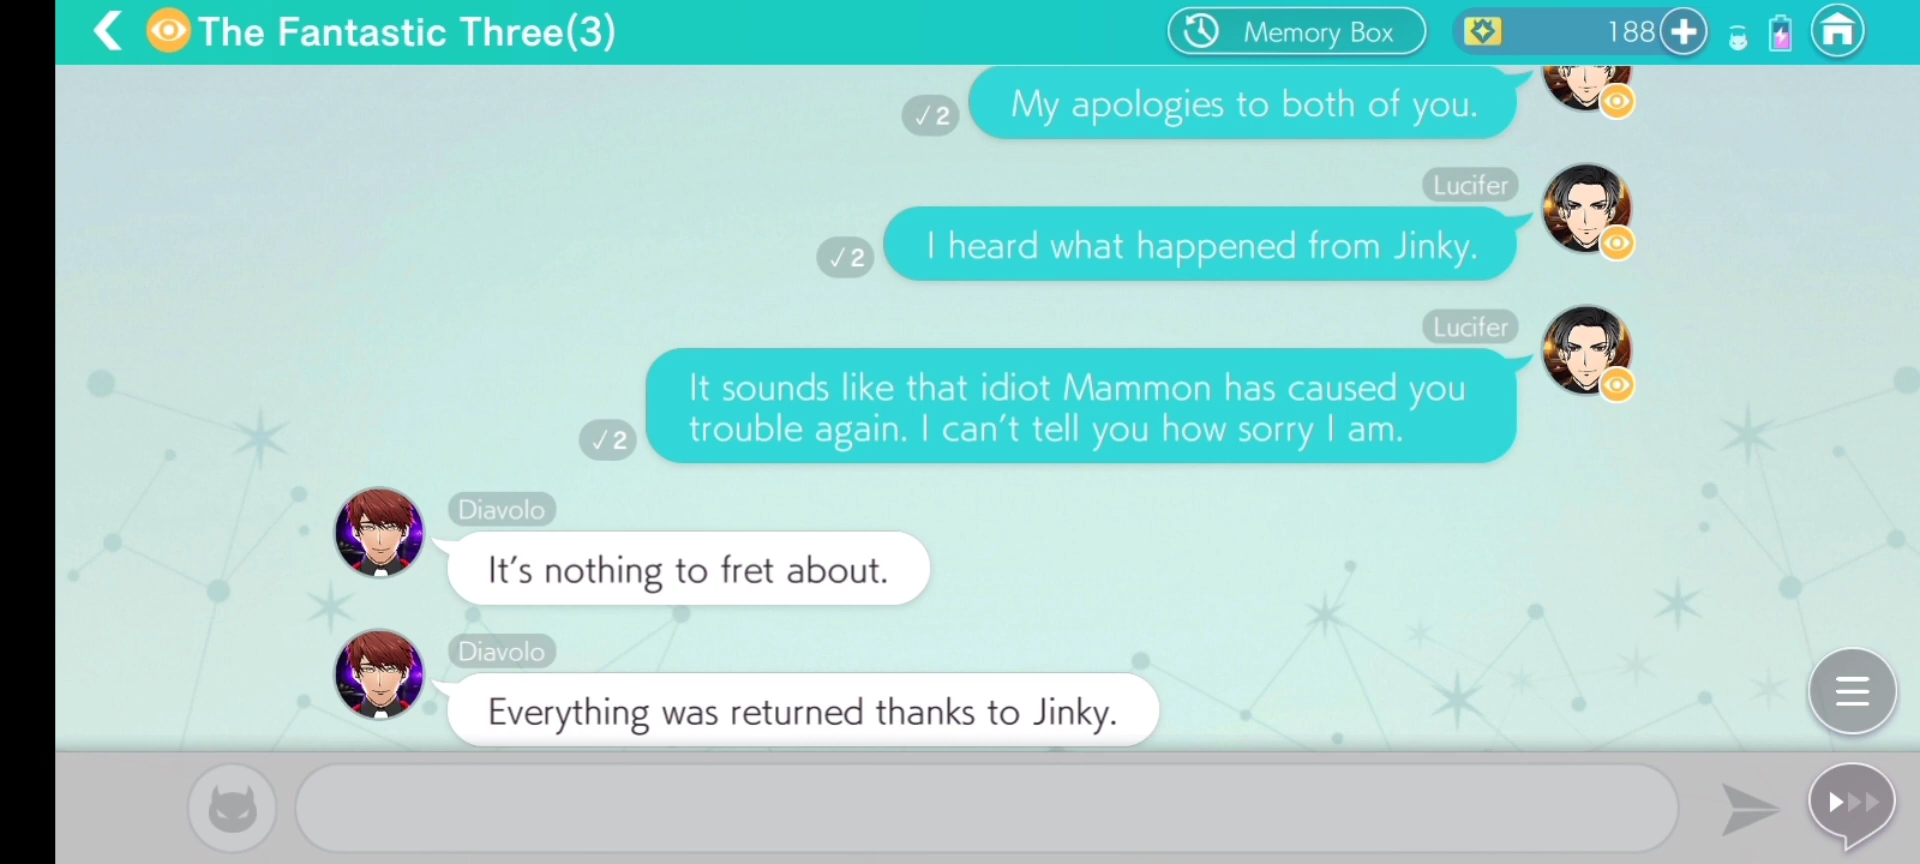 The Fantastic Three(3)
Memory Box
188
My apologies to both of you.
✓2
Lucifer
I heard what happened from Jinky.
✓2
Lucifer
It sounds like that idiot Mammon has caused you
trouble again. I can't tell you how sorry I am.
✓2
Diavolo
It's nothing to fret about.
Diavolo
Everything was returned thanks to Jinky.